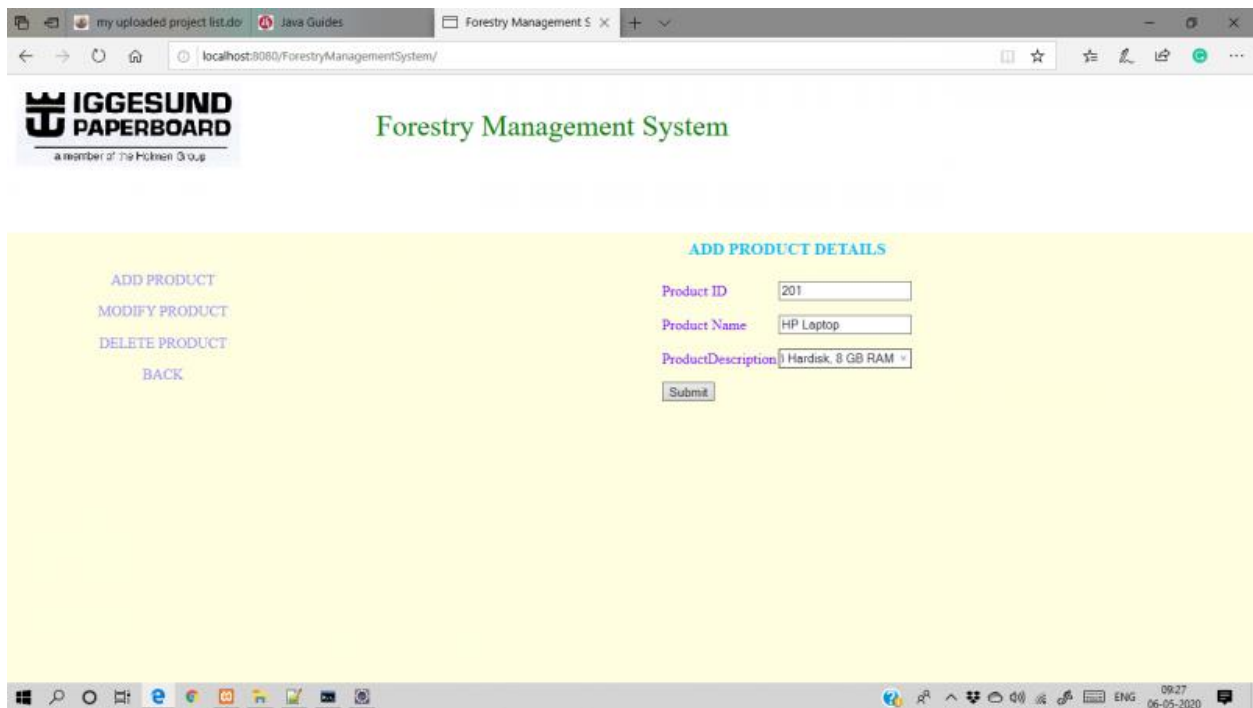 my uploaded project list.do
Java Guides
Forestry Management S
localhost:8080/ForestryManagementSystem/
IGGESUND
PAPERBOARD
a member of the Holmen Group
Forestry Management System
ADD PRODUCT DETAILS
ADD PRODUCT
MODIFY PRODUCT
DELETE PRODUCT
BACK
Product ID 201
Product Name HP Laptop
ProductDescription Hardisk, 8 GB RAM
Submit
ENG
09:27
06-05-2020